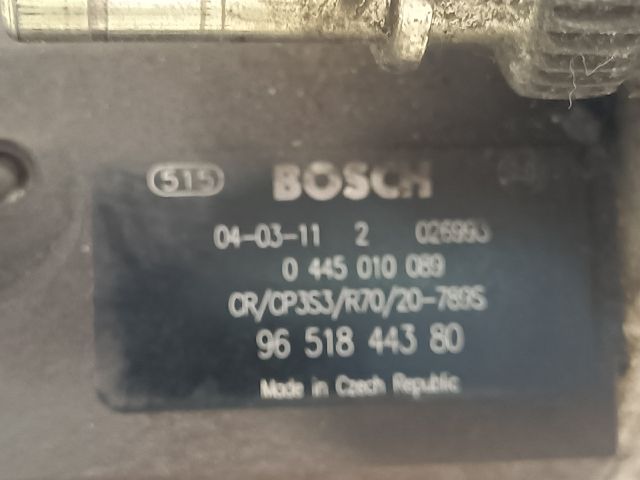 515 BOSCH
04-03-11 2 026993
0 445 010 089
CR/CP3S3/R70/20-789S
96 518 443 80
Made in Czech Republic